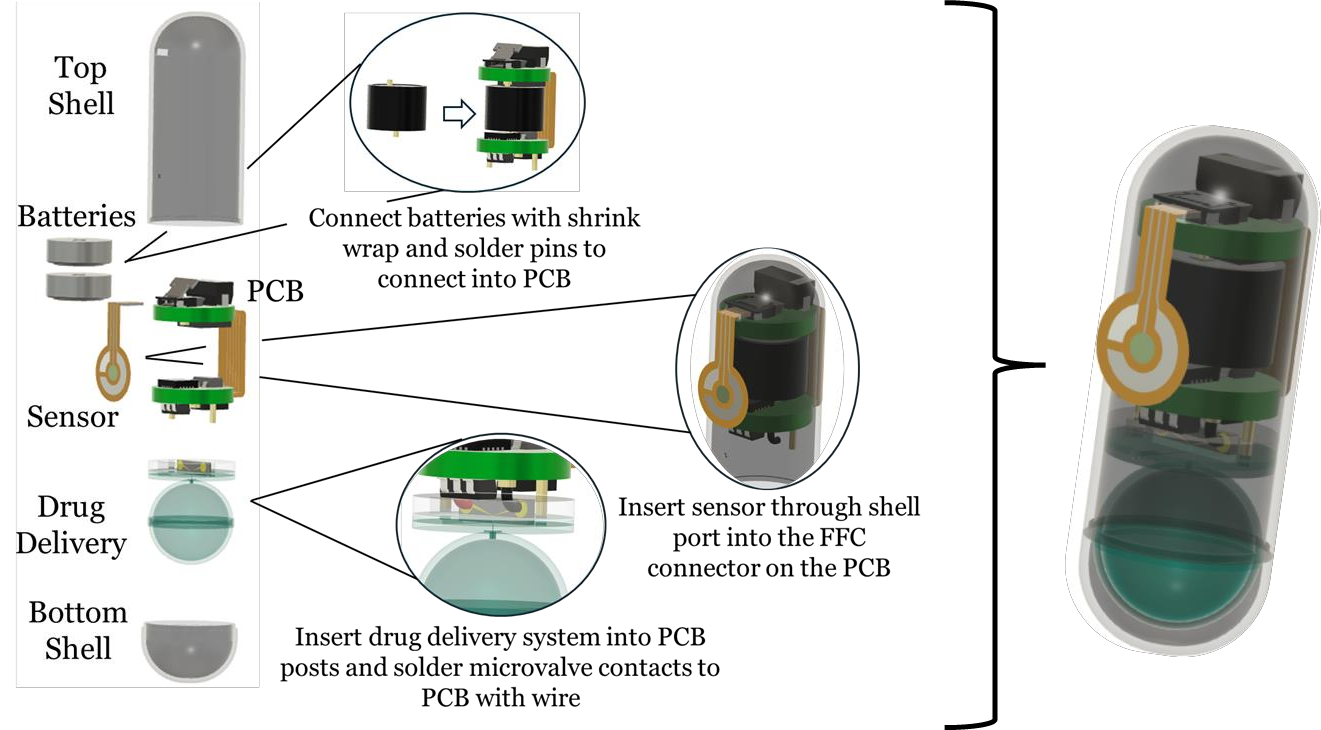 Top
Shell
Batteries
Connect batteries with shrink
wrap and solder pins to
connect into PCB
PCB
Sensor
Insert sensor through shell
port into the FFC
connector on the PCB
Drug
Delivery
Bottom
Shell
Insert drug delivery system into PCB
posts and solder microvalve contacts to
PCB with wire